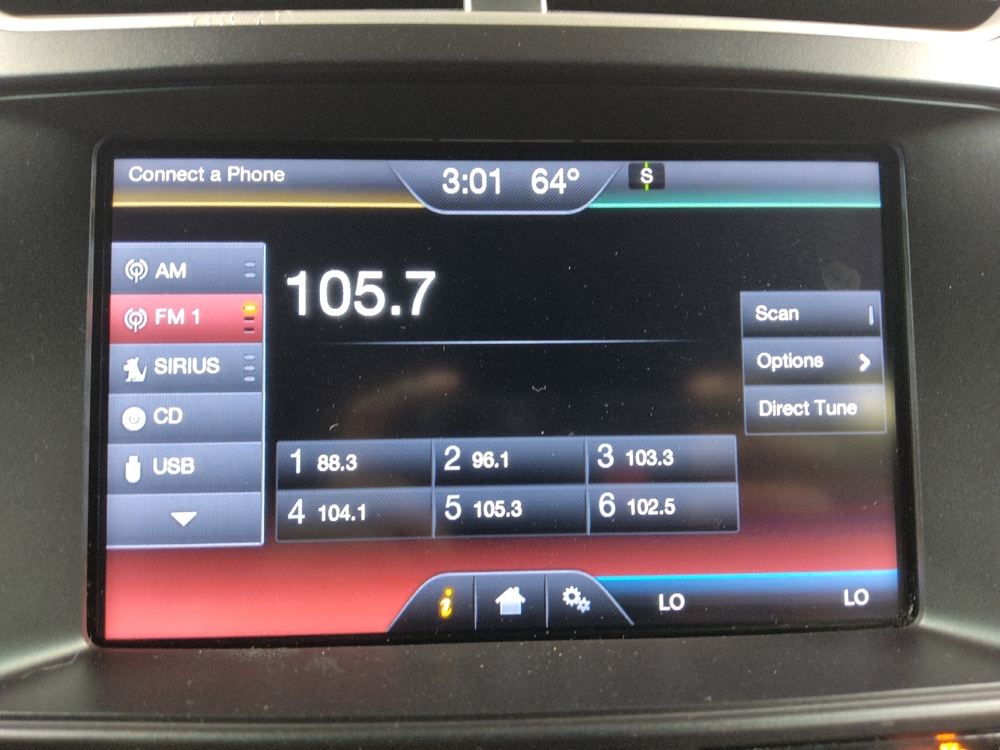 Connect a Phone 3:01 64° S
AM
FM 1
SIRIUS
CD
USB
105.7
Scan
Options
Direct Tune
1 88.3 2 96.1 3 103.3
4 104.1 5 105.3 6 102.5
i LO LO